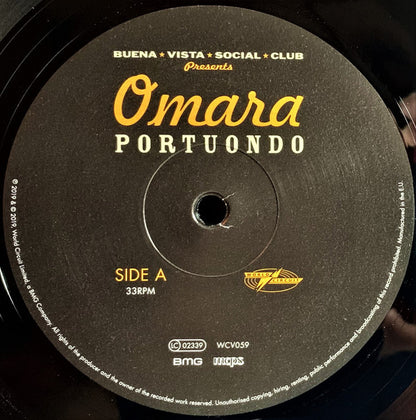 BUENA ★ VISTA ★ SOCIAL ★ CLUB
Presents
Omara
PORTUONDO
SIDE A
33RPM
WORLD CIRCUIT
LC 02339 WCV059
BMG mcps
℗ 2019 & © 2019, World Circuit Limited, a BMG Company. All rights of the producer and the owner of the recorded work reserved. Unauthorised copying, hiring, renting, public performance and broadcasting of this record prohibited. Manufactured in the E.U.